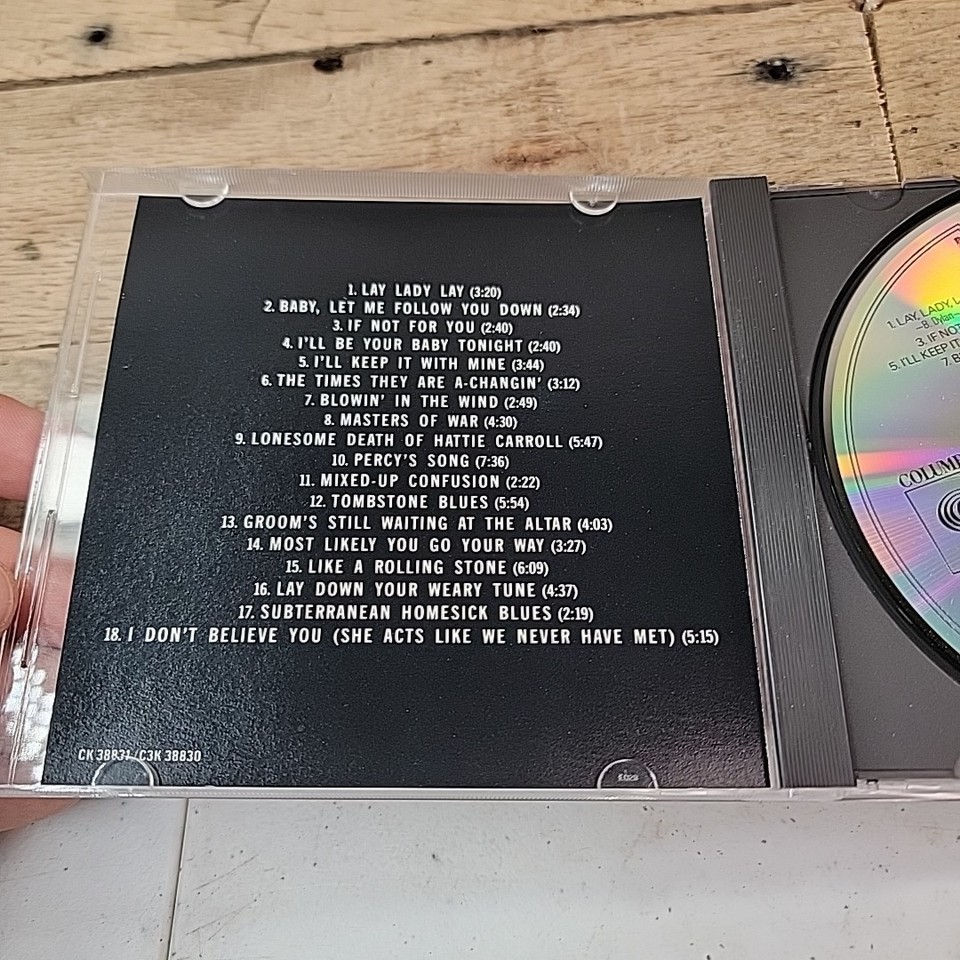 1. LAY LADY LAY (3:20)
2. BABY, LET ME FOLLOW YOU DOWN (2:34)
3. IF NOT FOR YOU (2:40)
4. I'LL BE YOUR BABY TONIGHT (2:40)
5. I'LL KEEP IT WITH MINE (3:44)
6. THE TIMES THEY ARE A-CHANGIN' (3:12)
7. BLOWIN' IN THE WIND (2:49)
8. MASTERS OF WAR (4:30)
9. LONESOME DEATH OF HATTIE CARROLL (5:47)
10. PERCY'S SONG (7:36)
11. MIXED-UP CONFUSION (2:22)
12. TOMBSTONE BLUES (5:54)
13. GROOM'S STILL WAITING AT THE ALTAR (4:03)
14. MOST LIKELY YOU GO YOUR WAY (3:27)
15. LIKE A ROLLING STONE (6:09)
16. LAY DOWN YOUR WEARY TUNE (4:37)
17. SUBTERRANEAN HOMESICK BLUES (2:19)
18. I DON'T BELIEVE YOU (SHE ACTS LIKE WE NEVER HAVE MET) (5:15)
CK 38831/C3K 38830
1. LAY, LADY, L
-B. Dylan-
3. IF NOT
5. I'LL KEEP IT
7. B
COLUMB